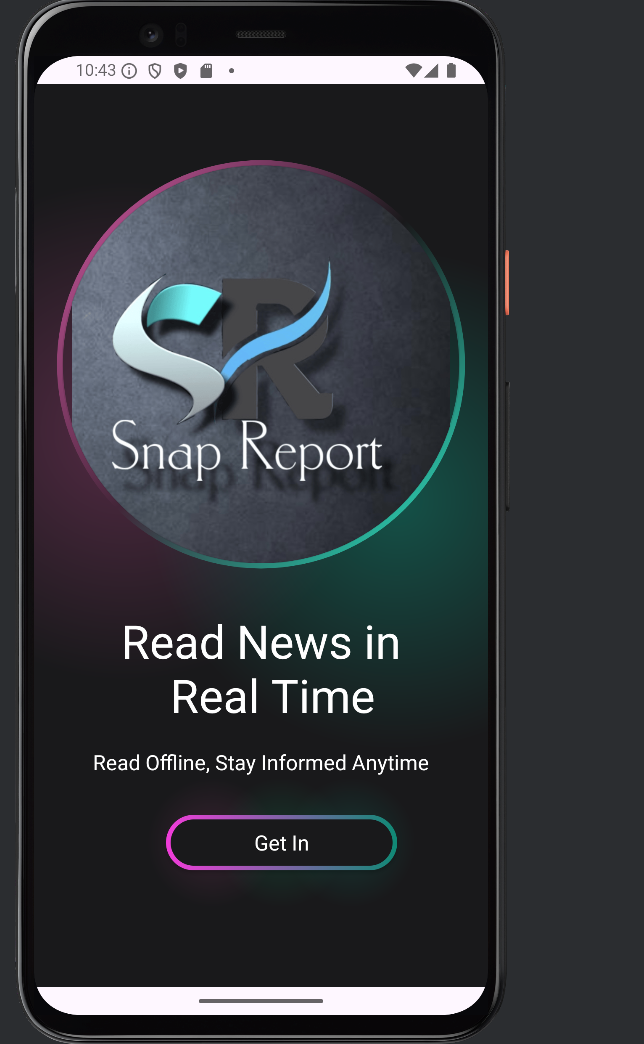 10:43
SR
Snap Report
Read News in
Real Time
Read Offline, Stay Informed Anytime
Get In